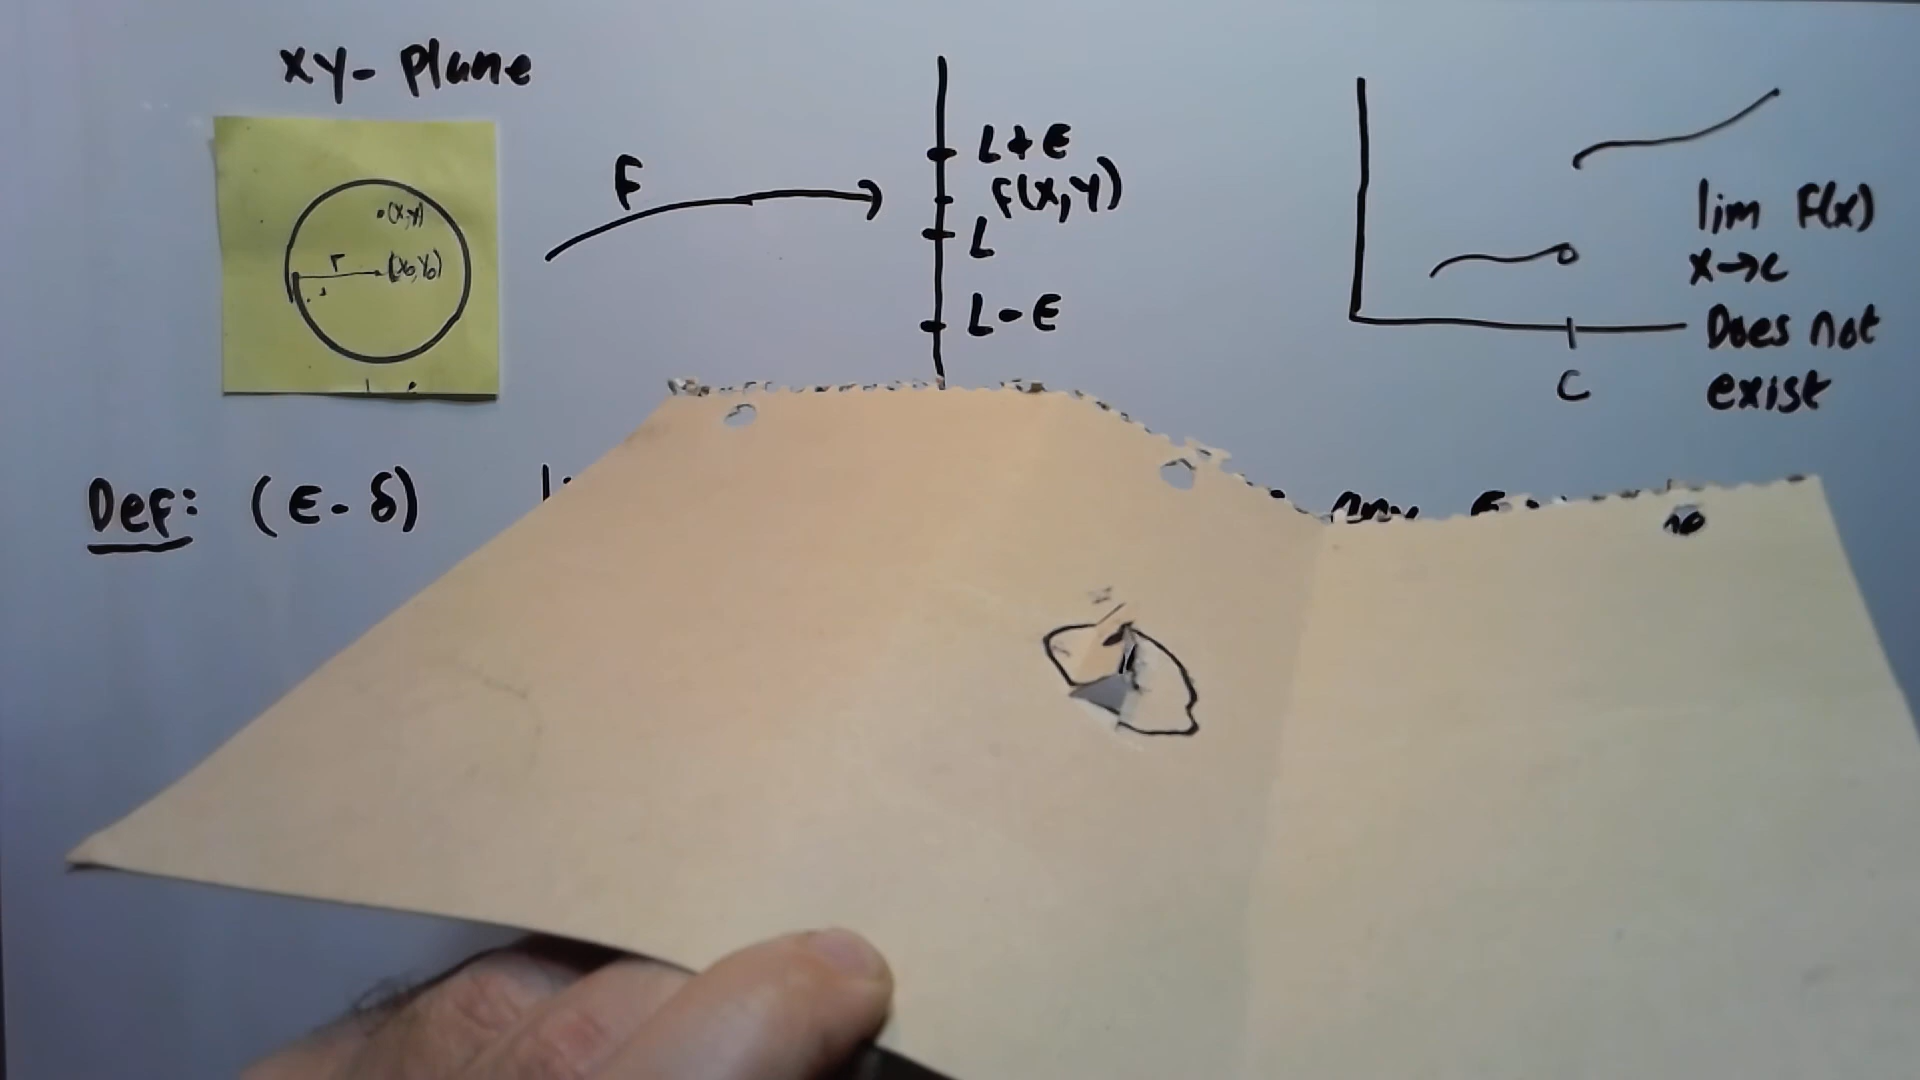 xy-plane
.(x,y)
r
(x₀,y₀)
F
L+ε
F(x,y)
L
L-ε
lim F(x)
x→c
Does not
exist
c
Def: (ε-δ)